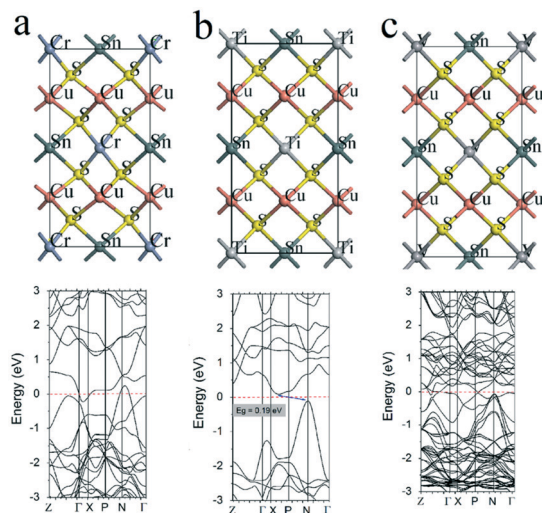 a b c
Cr Sn Cr
S S
Cu Cu Cu
S S
Sn Cr Sn
S S
Cu Cu Cu
S S
Cr Sn Cr
Ti Sn Ti
S S
Cu Cu Cu
S S
Sn Ti Sn
S S
Cu Cu Cu
S S
Ti Sn Ti
V Sn V
S S
Cu Cu Cu
S S
Sn V Sn
S S
Cu Cu Cu
S S
V Sn V
Energy (eV)
3
2
1
0
-1
-2
-3
Z Γ X P N Γ
Energy (eV)
3
2
1
0
-1
-2
-3
Eg = 0.19 eV
Z Γ X P N Γ
Energy (eV)
3
2
1
0
-1
-2
-3
Z Γ X P N Γ